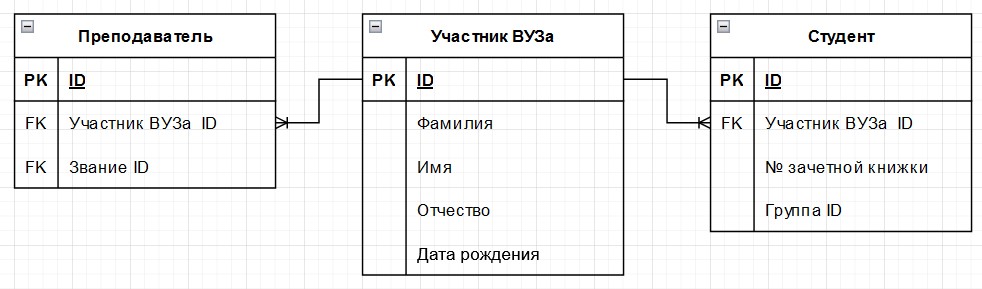 Преподаватель
PK ID
FK Участник ВУЗа ID
FK Звание ID
Участник ВУЗа
PK ID
Фамилия
Имя
Отчество
Дата рождения
Студент
PK ID
FK Участник ВУЗа ID
№ зачетной книжки
Группа ID